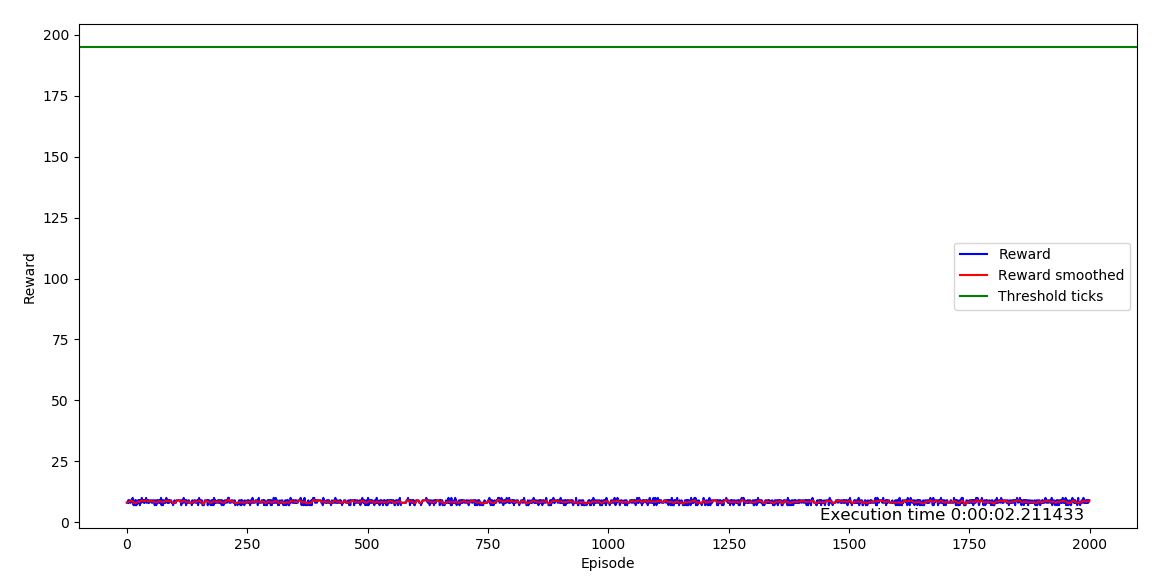 200
175
150
125
100
75
50
25
0
Reward
Reward
Reward smoothed
Threshold ticks
Execution time 0:00:02.211433
0 250 500 750 1000 1250 1500 1750 2000
Episode